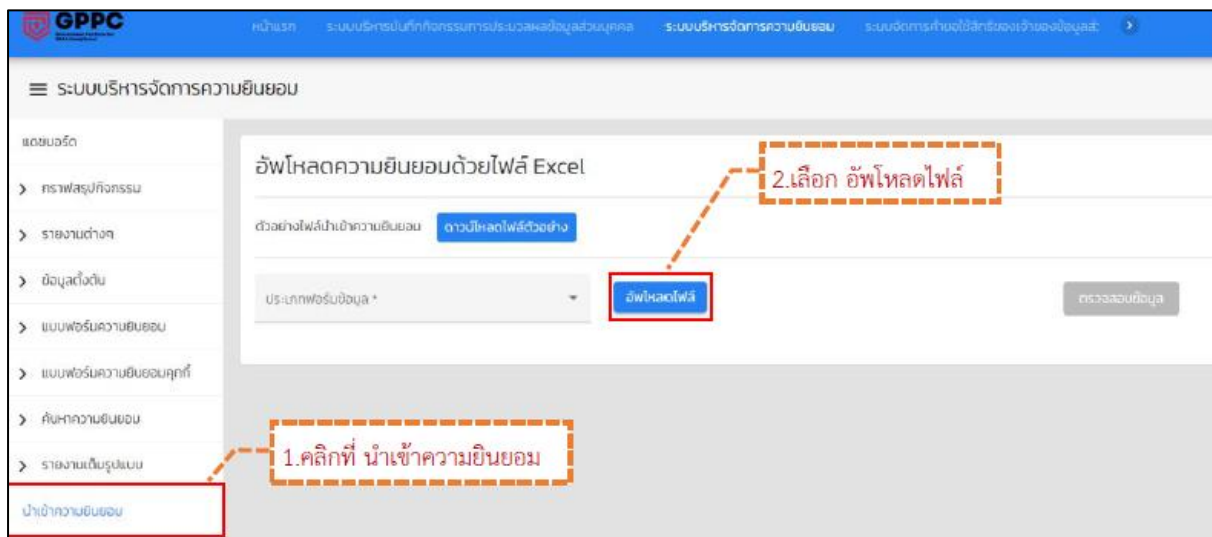 GPPC
หน้าแรก ระบบบริหารบันทึกกิจกรรมการประมวลผลข้อมูลส่วนบุคคล ระบบบริหารจัดการความยินยอม ระบบจัดการคำขอใช้สิทธิของเจ้าของข้อมูลส่
ระบบบริหารจัดการความยินยอม
แดชบอร์ด
อัพโหลดความยินยอมด้วยไฟล์ Excel
2.เลือก อัพโหลดไฟล์
กราฟสรุปกิจกรรม
รายงานต่างๆ
ตัวอย่างไฟล์นำเข้าความยินยอม ดาวน์โหลดไฟล์ตัวอย่าง
ข้อมูลตั้งต้น
ประเภทฟอร์มข้อมูล * อัพโหลดไฟล์ ตรวจสอบข้อมูล
แบบฟอร์มความยินยอม
แบบฟอร์มความยินยอมคุกกี้
ค้นหาความยินยอม
1.คลิกที่ นำเข้าความยินยอม
รายงานเต็มรูปแบบ
นำเข้าความยินยอม